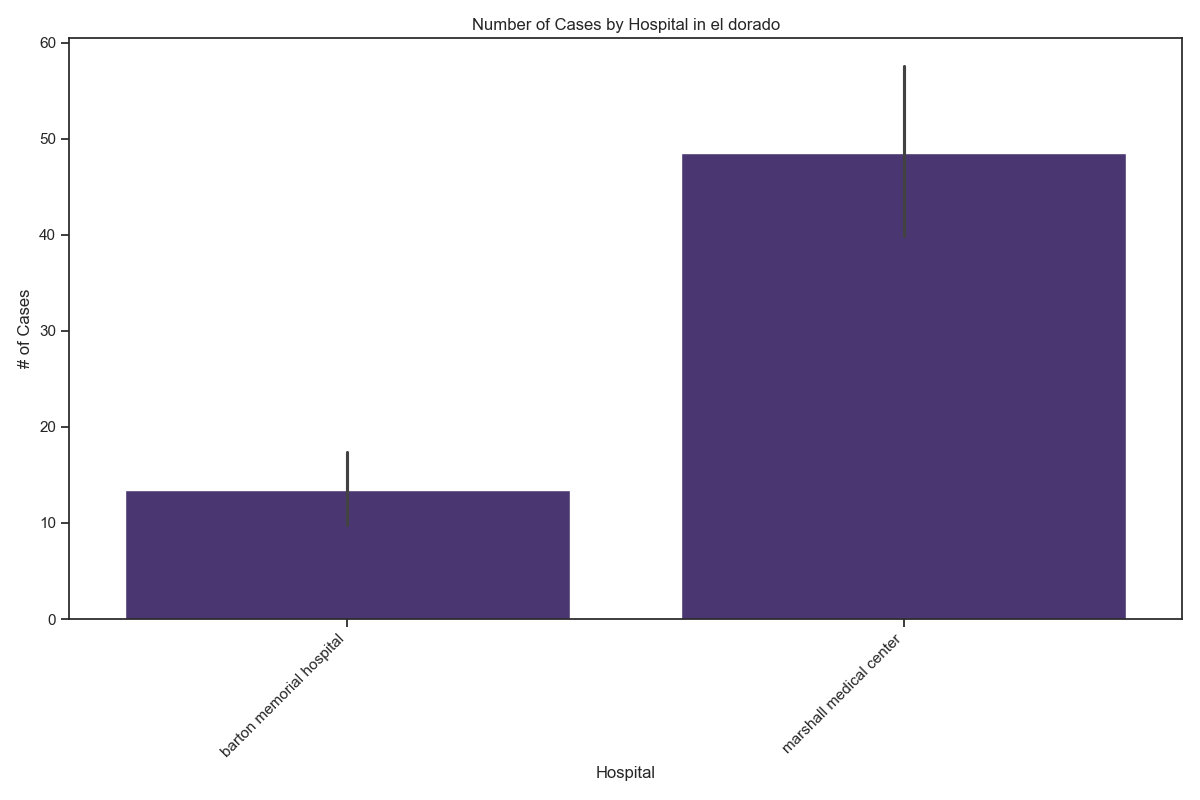 Number of Cases by Hospital in el dorado
60
50
40
30
20
10
0
# of Cases
barton memorial hospital
marshall medical center
Hospital